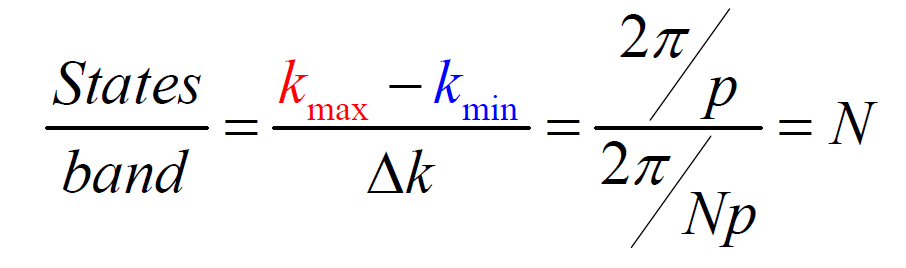 States/band = (k_max − k_min)/Δk = (2π/p)/(2π/Np) = N